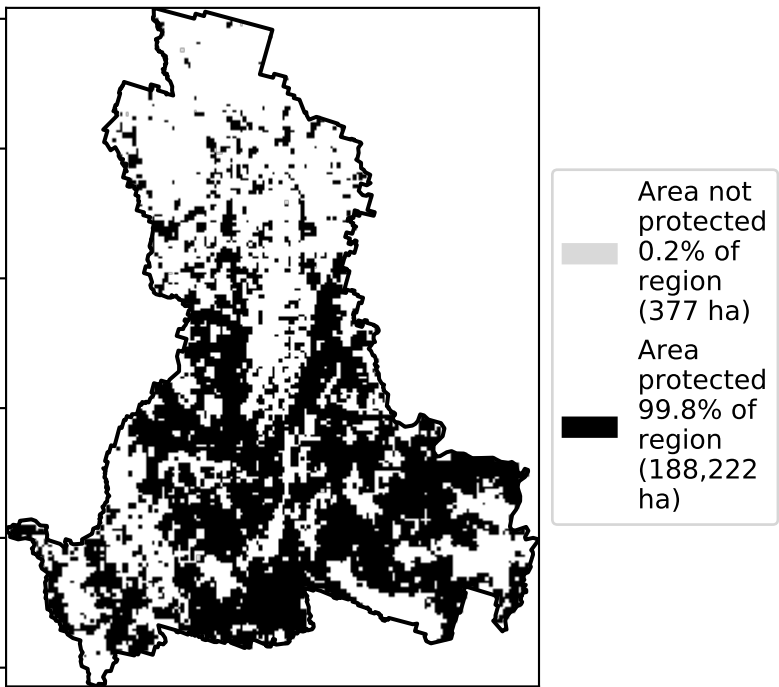 Area not
protected
0.2% of
region
(377 ha)
Area
protected
99.8% of
region
(188,222
ha)